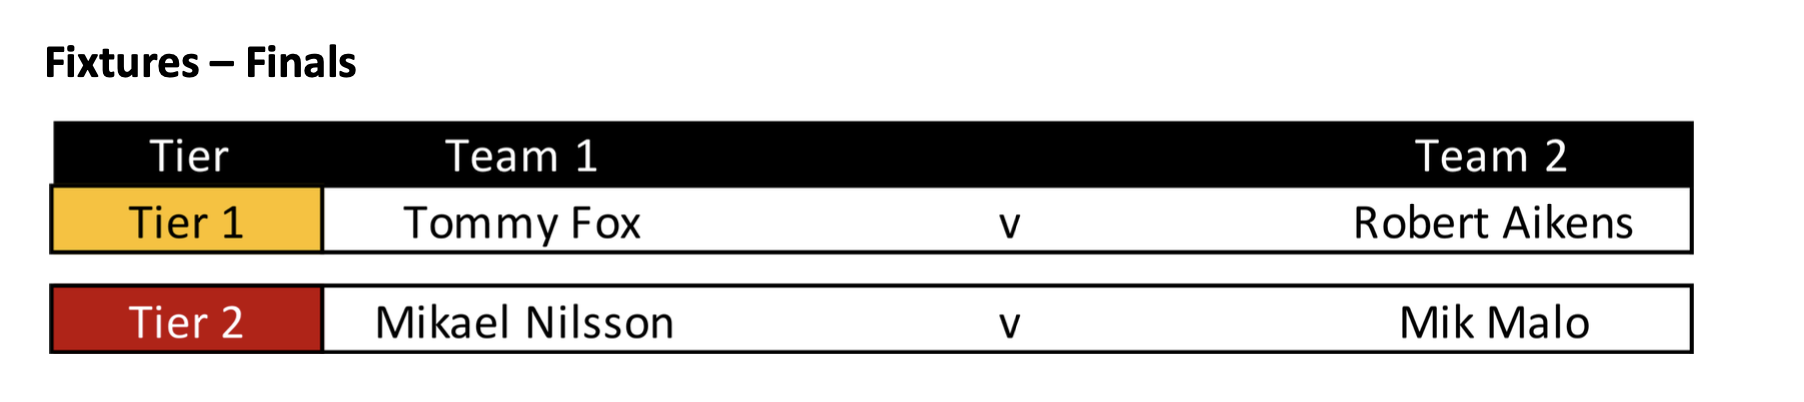 Fixtures – Finals
Tier Team 1 Team 2
Tier 1 Tommy Fox v Robert Aikens
Tier 2 Mikael Nilsson v Mik Malo